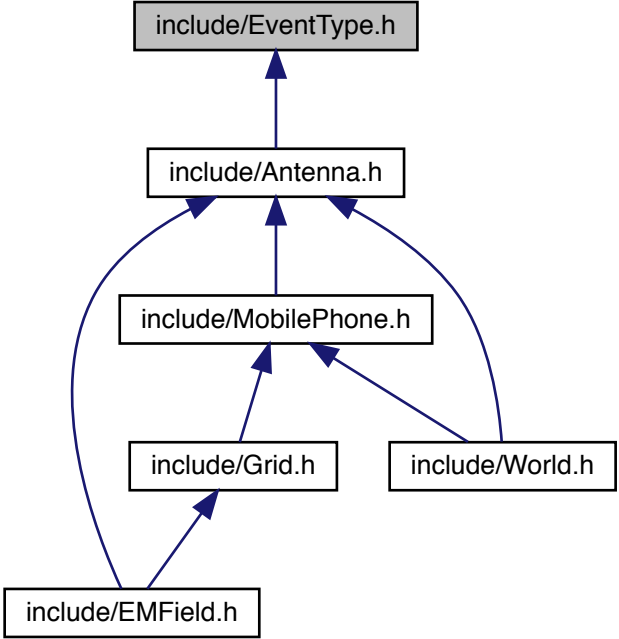 include/EventType.h
include/Antenna.h
include/MobilePhone.h
include/Grid.h
include/World.h
include/EMField.h